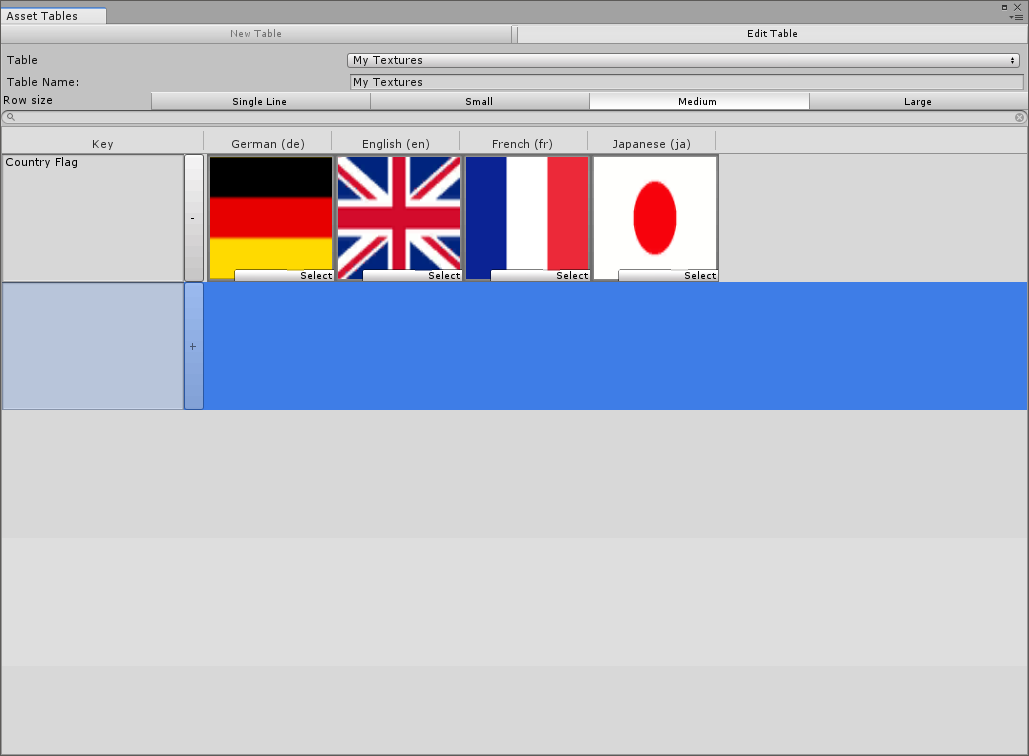 Asset Tables
New Table Edit Table
Table My Textures
Table Name: My Textures
Row size Single Line Small Medium Large
Key German (de) English (en) French (fr) Japanese (ja)
Country Flag
-
Select Select Select Select
+